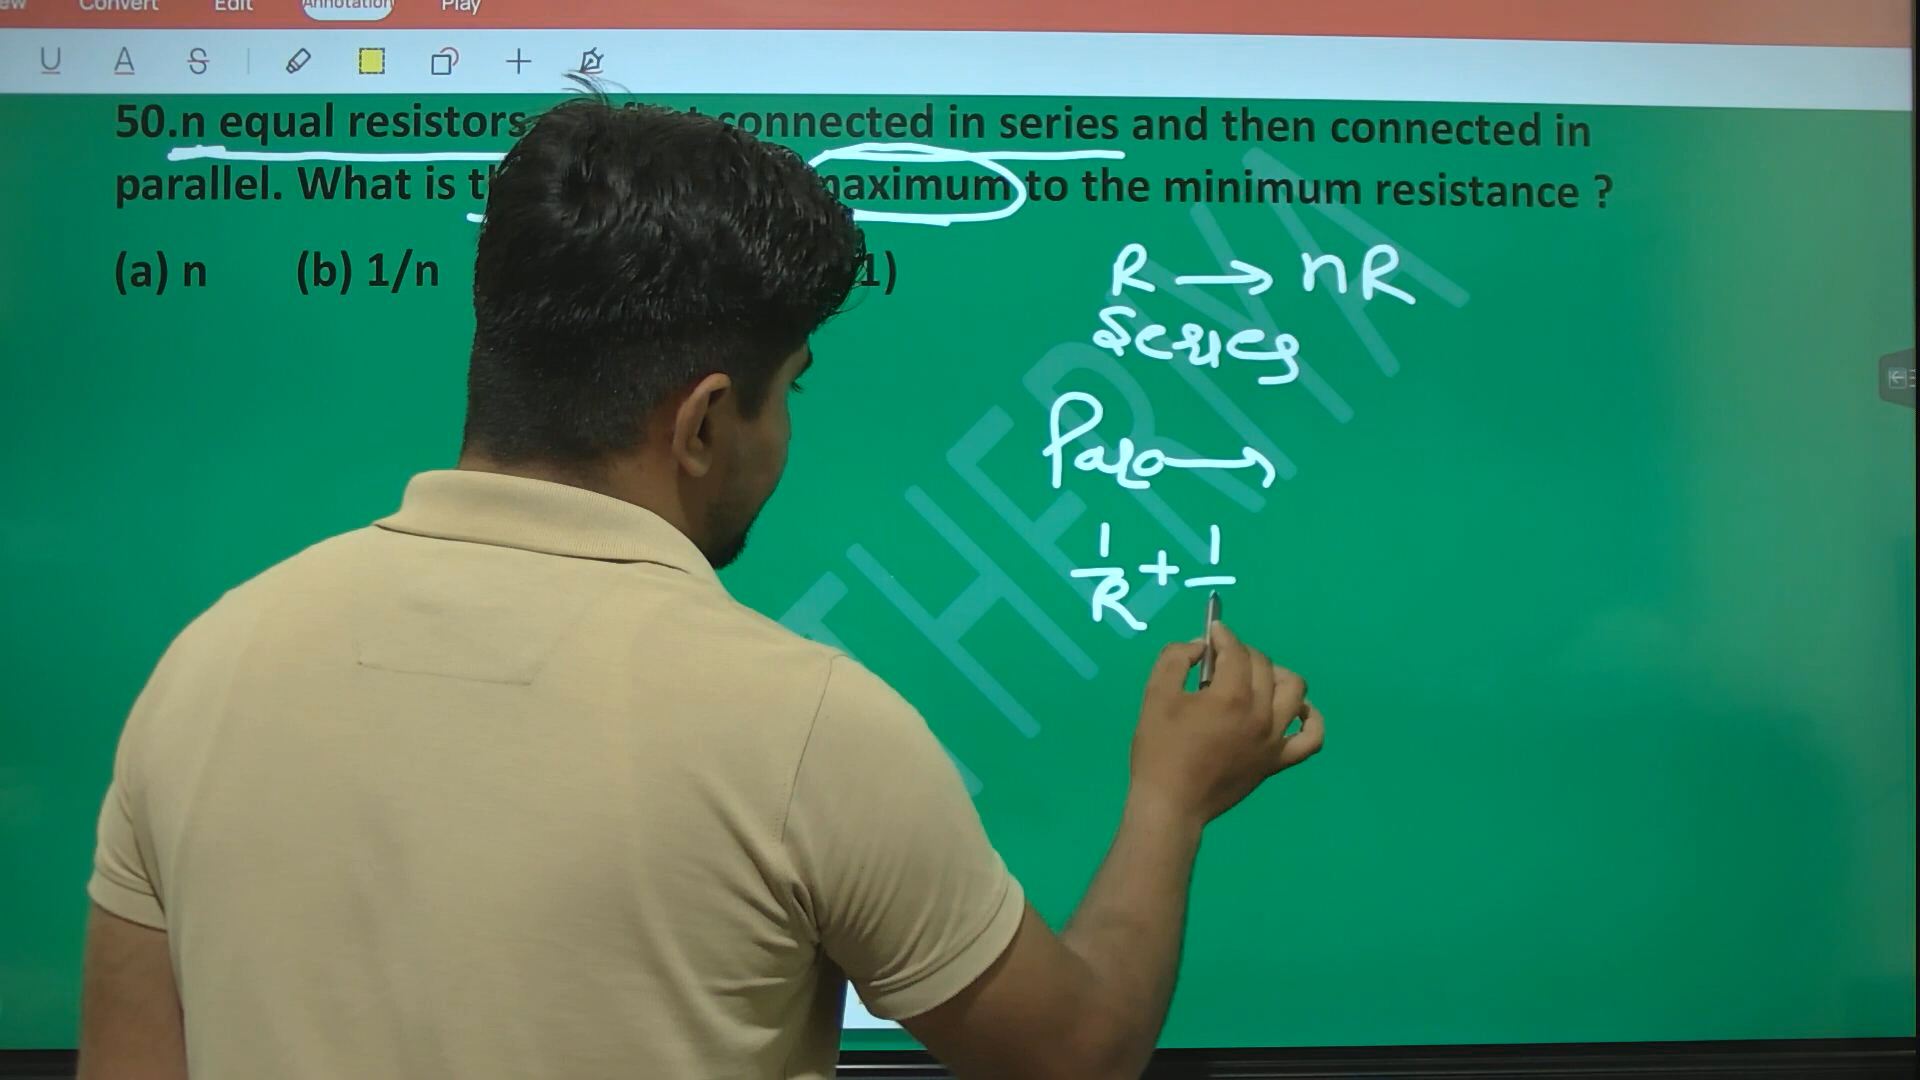 Convert Edit Annotation Play
U A S
50.n equal resistors connected in series and then connected in
parallel. What is maximum to the minimum resistance ?
(a) n (b) 1/n 1)
R → nR
series
Para →
1/R + 1/
THERIYA